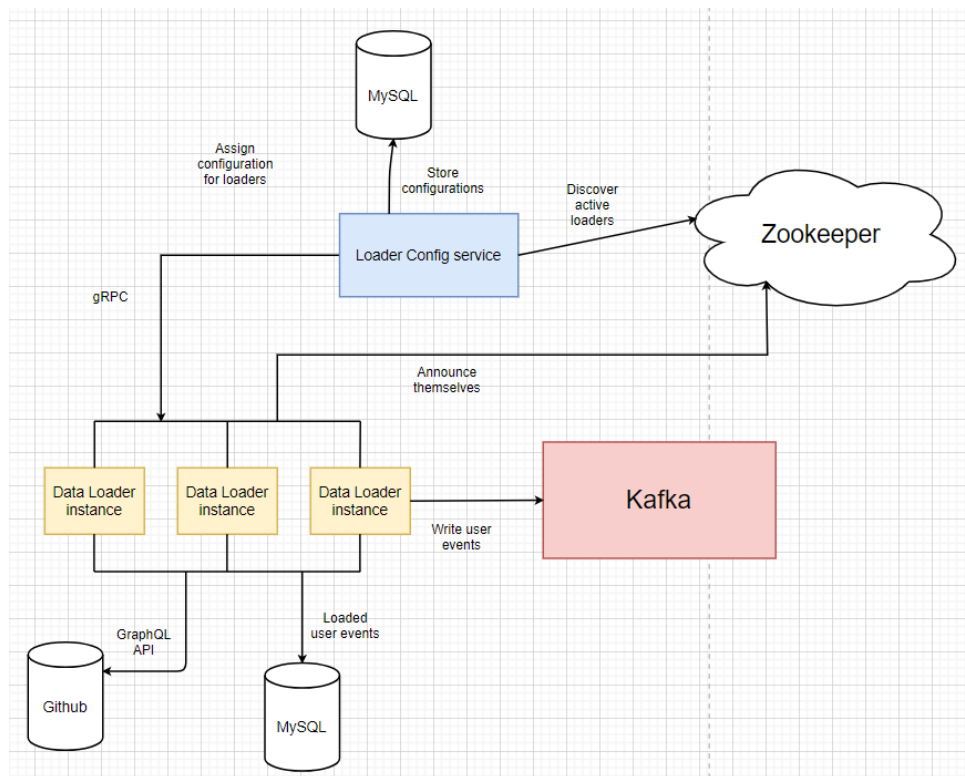 MySQL
Assign
configuration
for loaders
Store
configurations
Discover
active
loaders
Zookeeper
Loader Config service
gRPC
Announce
themselves
Data Loader
instance
Data Loader
instance
Data Loader
instance
Kafka
Write user
events
GraphQL
API
Loaded
user events
Github
MySQL